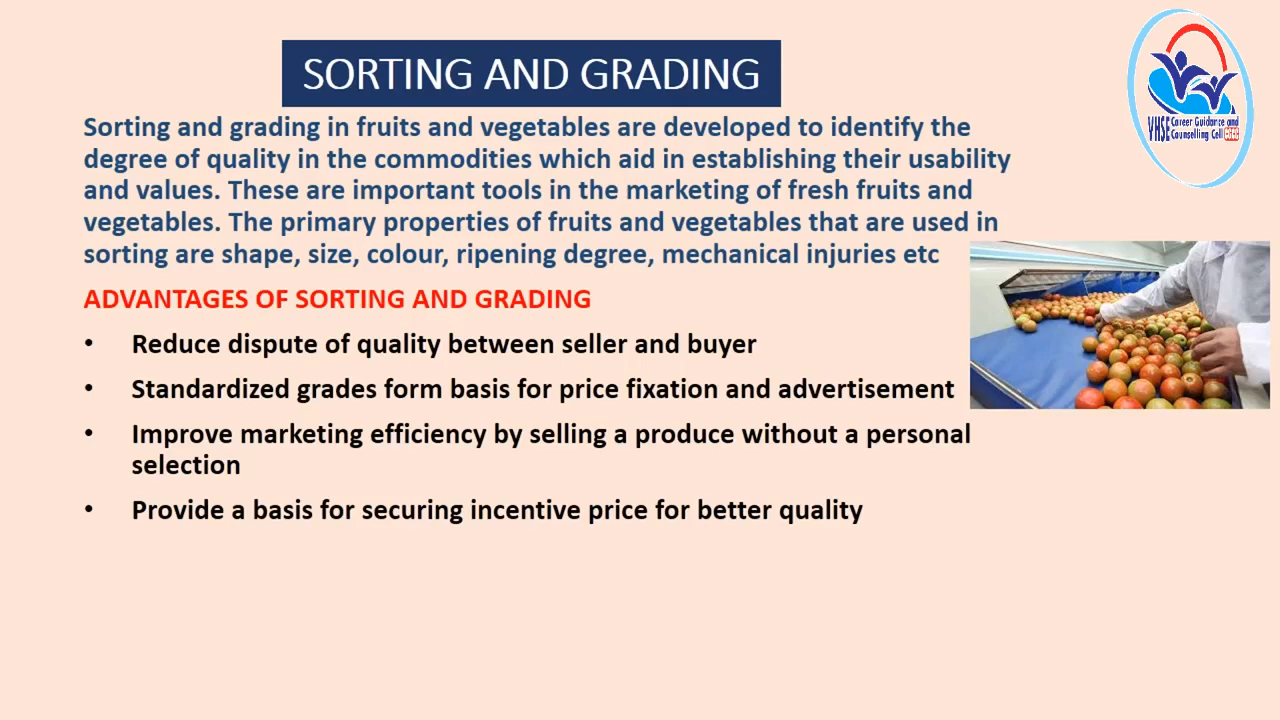 SORTING AND GRADING
Sorting and grading in fruits and vegetables are developed to identify the
degree of quality in the commodities which aid in establishing their usability
and values. These are important tools in the marketing of fresh fruits and
vegetables. The primary properties of fruits and vegetables that are used in
sorting are shape, size, colour, ripening degree, mechanical injuries etc
ADVANTAGES OF SORTING AND GRADING
• Reduce dispute of quality between seller and buyer
• Standardized grades form basis for price fixation and advertisement
• Improve marketing efficiency by selling a produce without a personal
selection
• Provide a basis for securing incentive price for better quality
VHSE Career Guidance and
Counselling Cell CGCC